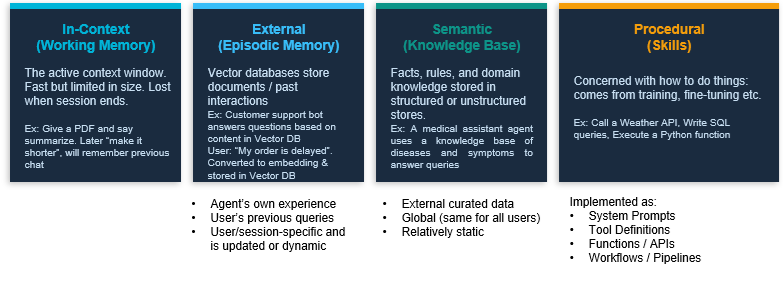 In-Context
(Working Memory)
The active context window.
Fast but limited in size. Lost
when session ends.
Ex: Give a PDF and say
summarize. Later "make it
shorter", will remember previous
chat
External
(Episodic Memory)
Vector databases store
documents / past
interactions
Ex: Customer support bot
answers questions based on
content in Vector DB
User: "My order is delayed".
Converted to embedding &
stored in Vector DB
• Agent's own experience
• User's previous queries
• User/session-specific and
is updated or dynamic
Semantic
(Knowledge Base)
Facts, rules, and domain
knowledge stored in
structured or unstructured
stores.
Ex: A medical assistant agent
uses a knowledge base of
diseases and symptoms to
answer queries
• External curated data
• Global (same for all users)
• Relatively static
Procedural
(Skills)
Concerned with how to do things:
comes from training, fine-tuning etc.
Ex: Call a Weather API, Write SQL
queries, Execute a Python function
Implemented as:
• System Prompts
• Tool Definitions
• Functions / APIs
• Workflows / Pipelines